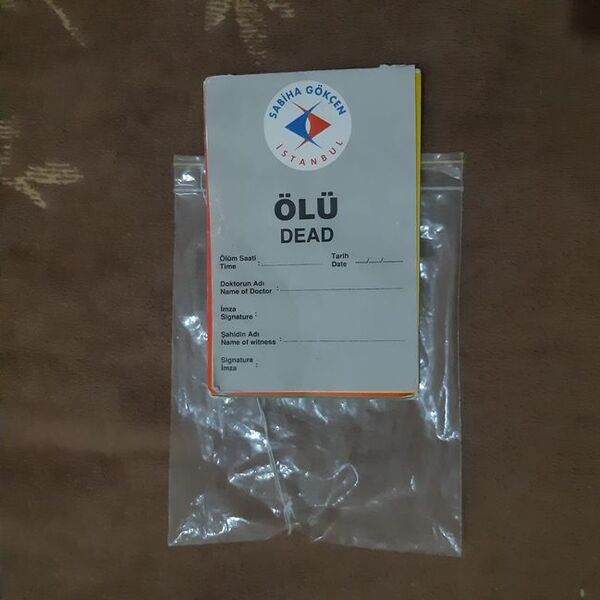 SABİHA GÖKÇEN
İSTANBUL
ÖLÜ
DEAD
Ölüm Saati Tarih
Time : Date ..../..../....
Doktorun Adı
Name of Doctor :
İmza
Signature :
Şahidin Adı
Name of witness :
Signature
İmza :